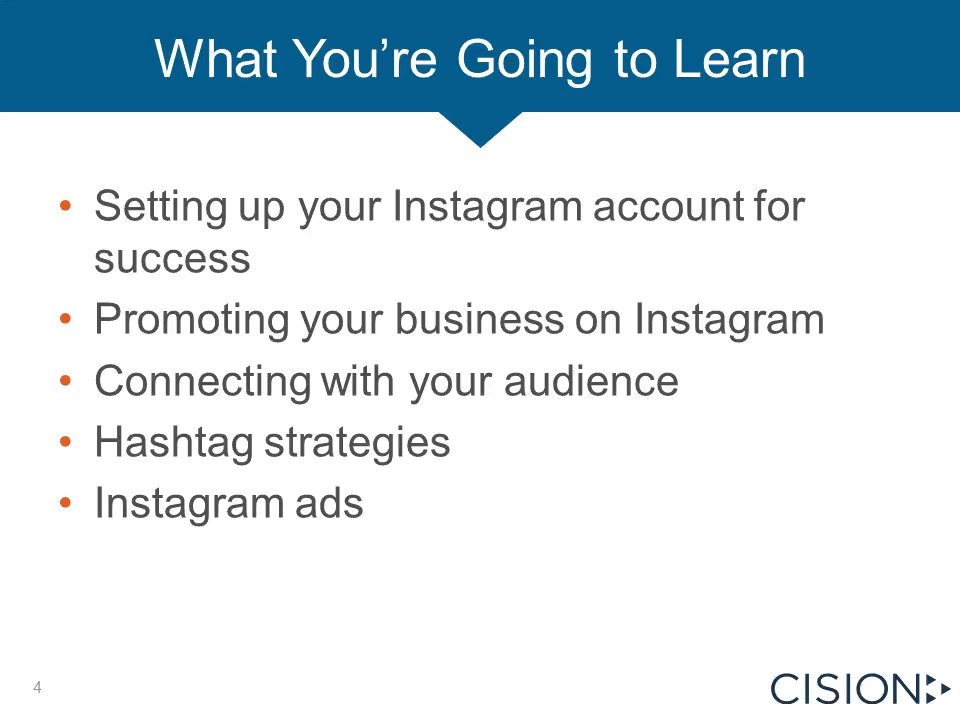 What You’re Going to Learn
• Setting up your Instagram account for
success
• Promoting your business on Instagram
• Connecting with your audience
• Hashtag strategies
• Instagram ads
4
CISION